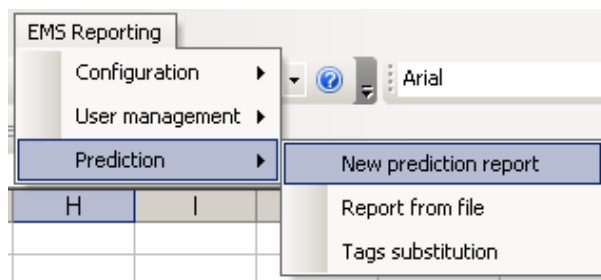 EMS Reporting
Configuration
Arial
User management
Prediction
New prediction report
H I
Report from file
Tags substitution